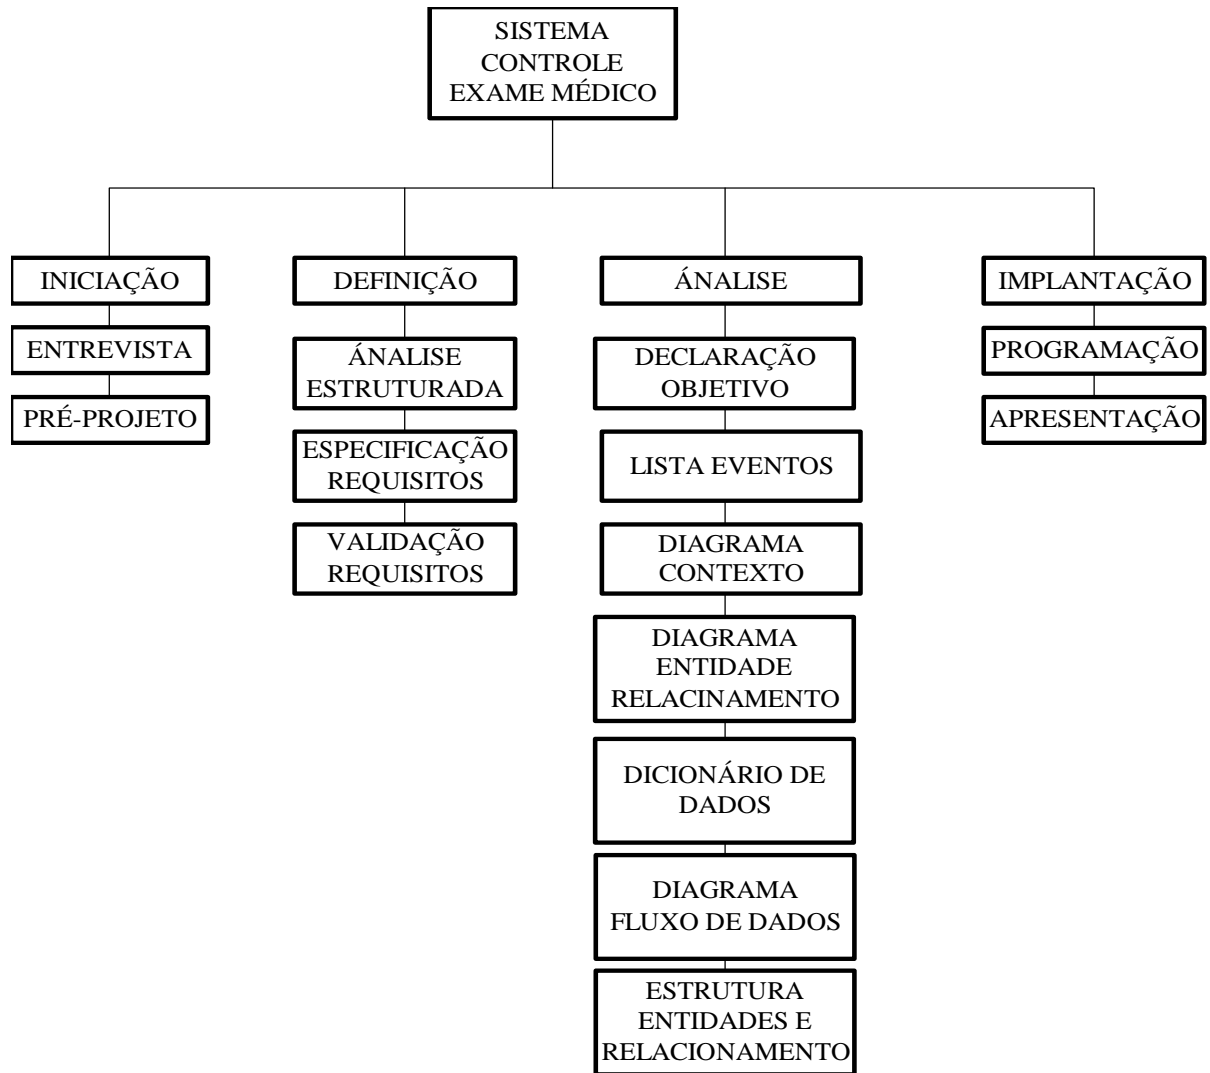 SISTEMA
CONTROLE
EXAME MÉDICO
INICIAÇÃO
ENTREVISTA
PRÉ-PROJETO
DEFINIÇÃO
ÁNALISE
ESTRUTURADA
ESPECIFICAÇÃO
REQUISITOS
VALIDAÇÃO
REQUISITOS
ÁNALISE
DECLARAÇÃO
OBJETIVO
LISTA EVENTOS
DIAGRAMA
CONTEXTO
DIAGRAMA
ENTIDADE
RELACINAMENTO
DICIONÁRIO DE
DADOS
DIAGRAMA
FLUXO DE DADOS
ESTRUTURA
ENTIDADES E
RELACIONAMENTO
IMPLANTAÇÃO
PROGRAMAÇÃO
APRESENTAÇÃO